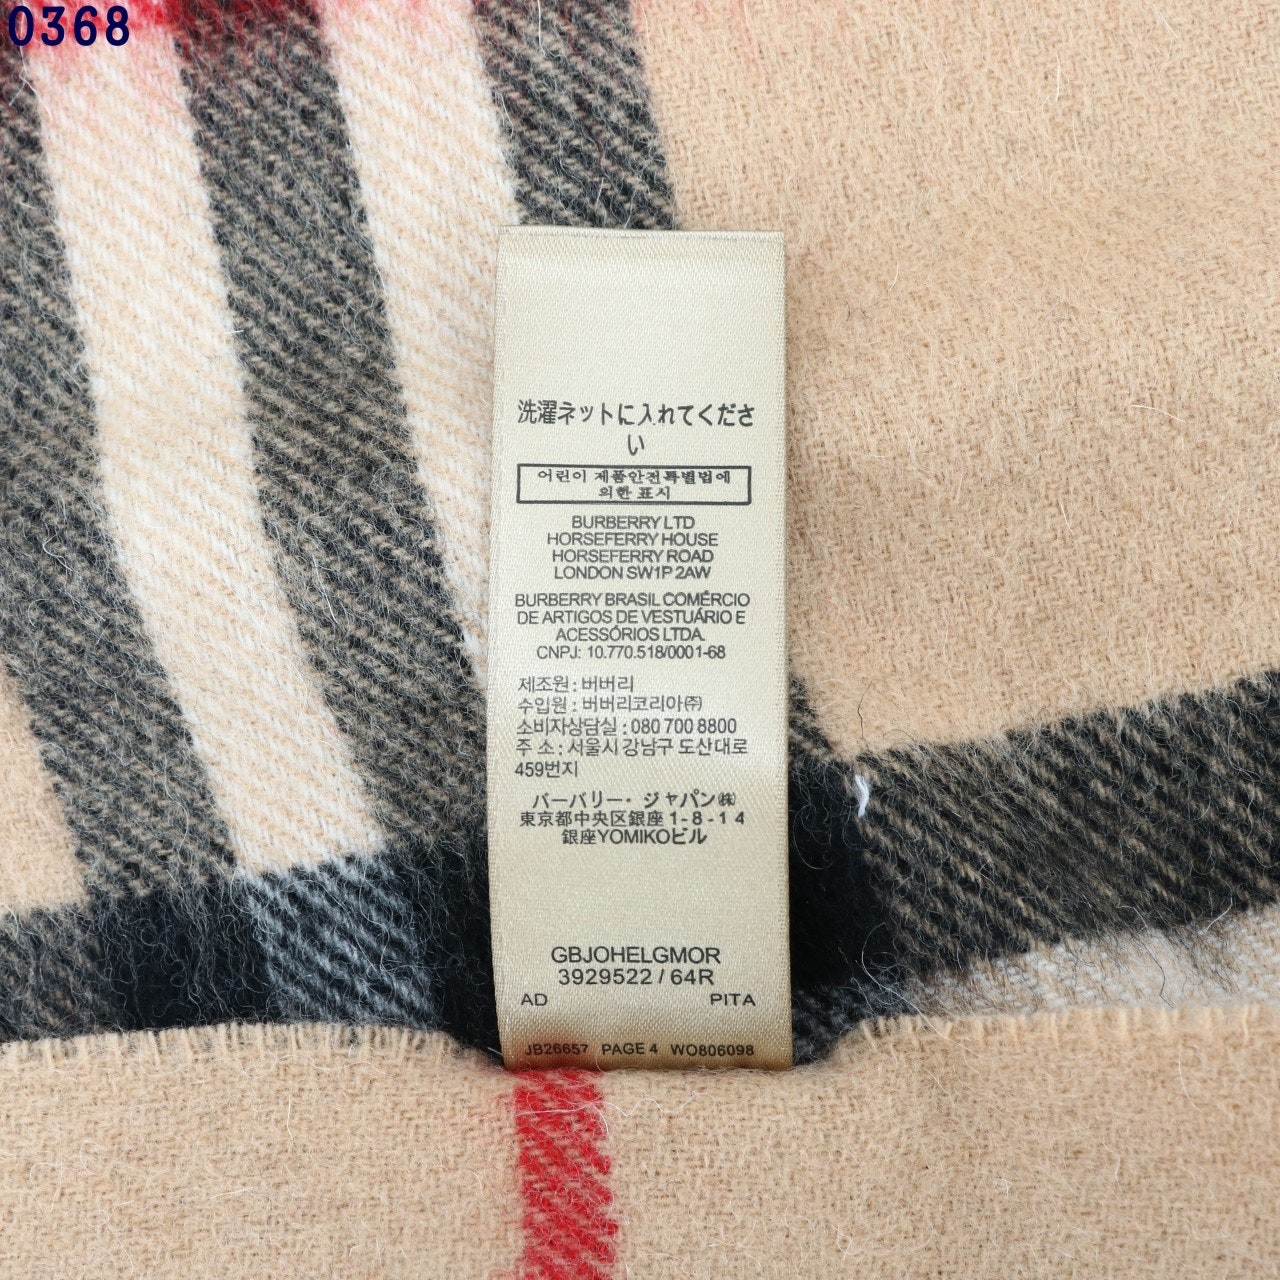 0368
洗濯ネットに入れてくださ
い
어린이 제품안전특별법에
의한 표시
BURBERRY LTD
HORSEFERRY HOUSE
HORSEFERRY ROAD
LONDON SW1P 2AW
BURBERRY BRASIL COMÉRCIO
DE ARTIGOS DE VESTUÁRIO E
ACESSÓRIOS LTDA.
CNPJ: 10.770.518/0001-68
제조원 : 버버리
수입원 : 버버리코리아㈜
소비자상담실 : 080 700 8800
주 소 : 서울시 강남구 도산대로
459번지
バーバリー・ジャパン㈱
東京都中央区銀座 1 - 8 - 1 4
銀座YOMIKOビル
GBJOHELGMOR
3929522 / 64R
AD PITA
JB26657 PAGE 4 WO806098